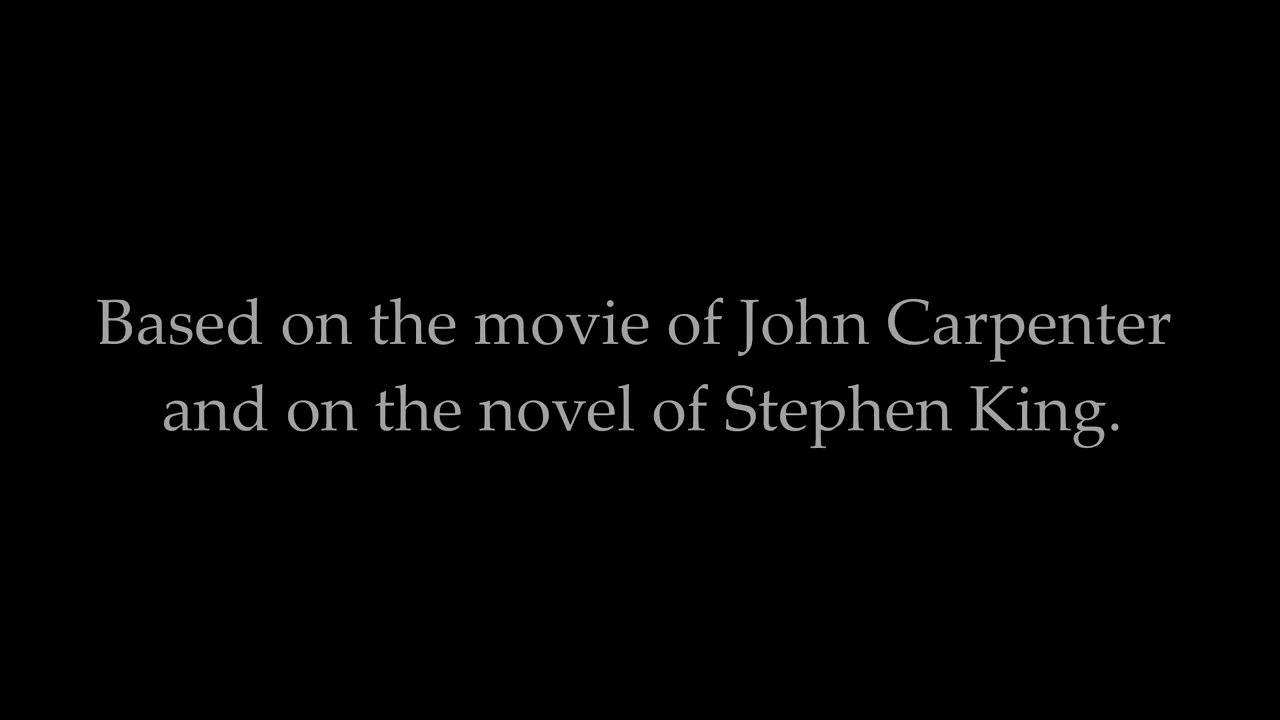 Based on the movie of John Carpenter
and on the novel of Stephen King.